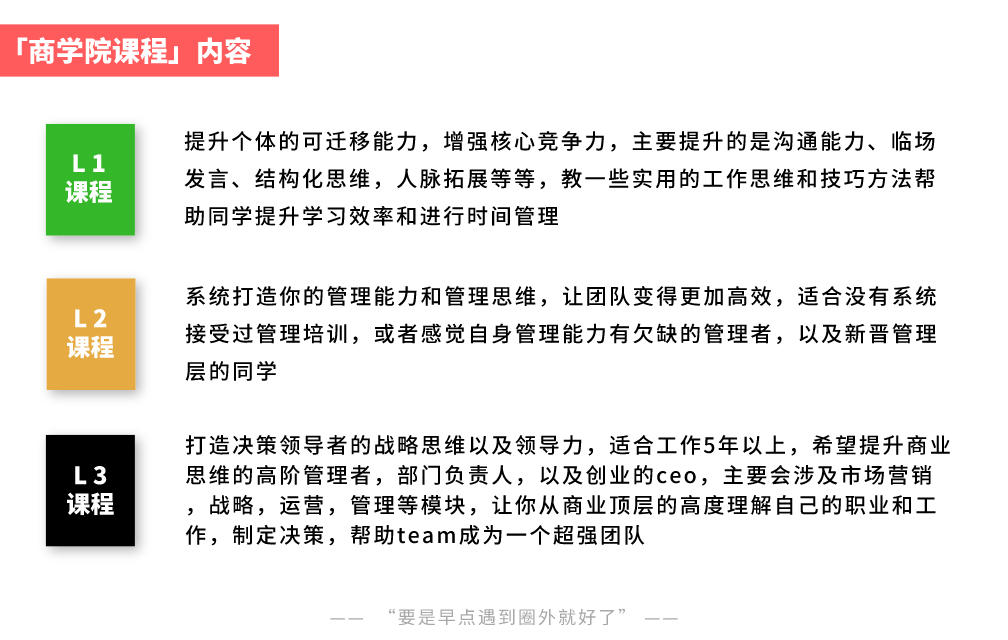 「商学院课程」内容
L 1
课程
提升个体的可迁移能力，增强核心竞争力，主要提升的是沟通能力、临场
发言、结构化思维，人脉拓展等等，教一些实用的工作思维和技巧方法帮
助同学提升学习效率和进行时间管理
L 2
课程
系统打造你的管理能力和管理思维，让团队变得更加高效，适合没有系统
接受过管理培训，或者感觉自身管理能力有欠缺的管理者，以及新晋管理
层的同学
L 3
课程
打造决策领导者的战略思维以及领导力，适合工作5年以上，希望提升商业
思维的高阶管理者，部门负责人，以及创业的ceo，主要会涉及市场营销
，战略，运营，管理等模块，让你从商业顶层的高度理解自己的职业和工
作，制定决策，帮助team成为一个超强团队
—— “要是早点遇到圈外就好了” ——